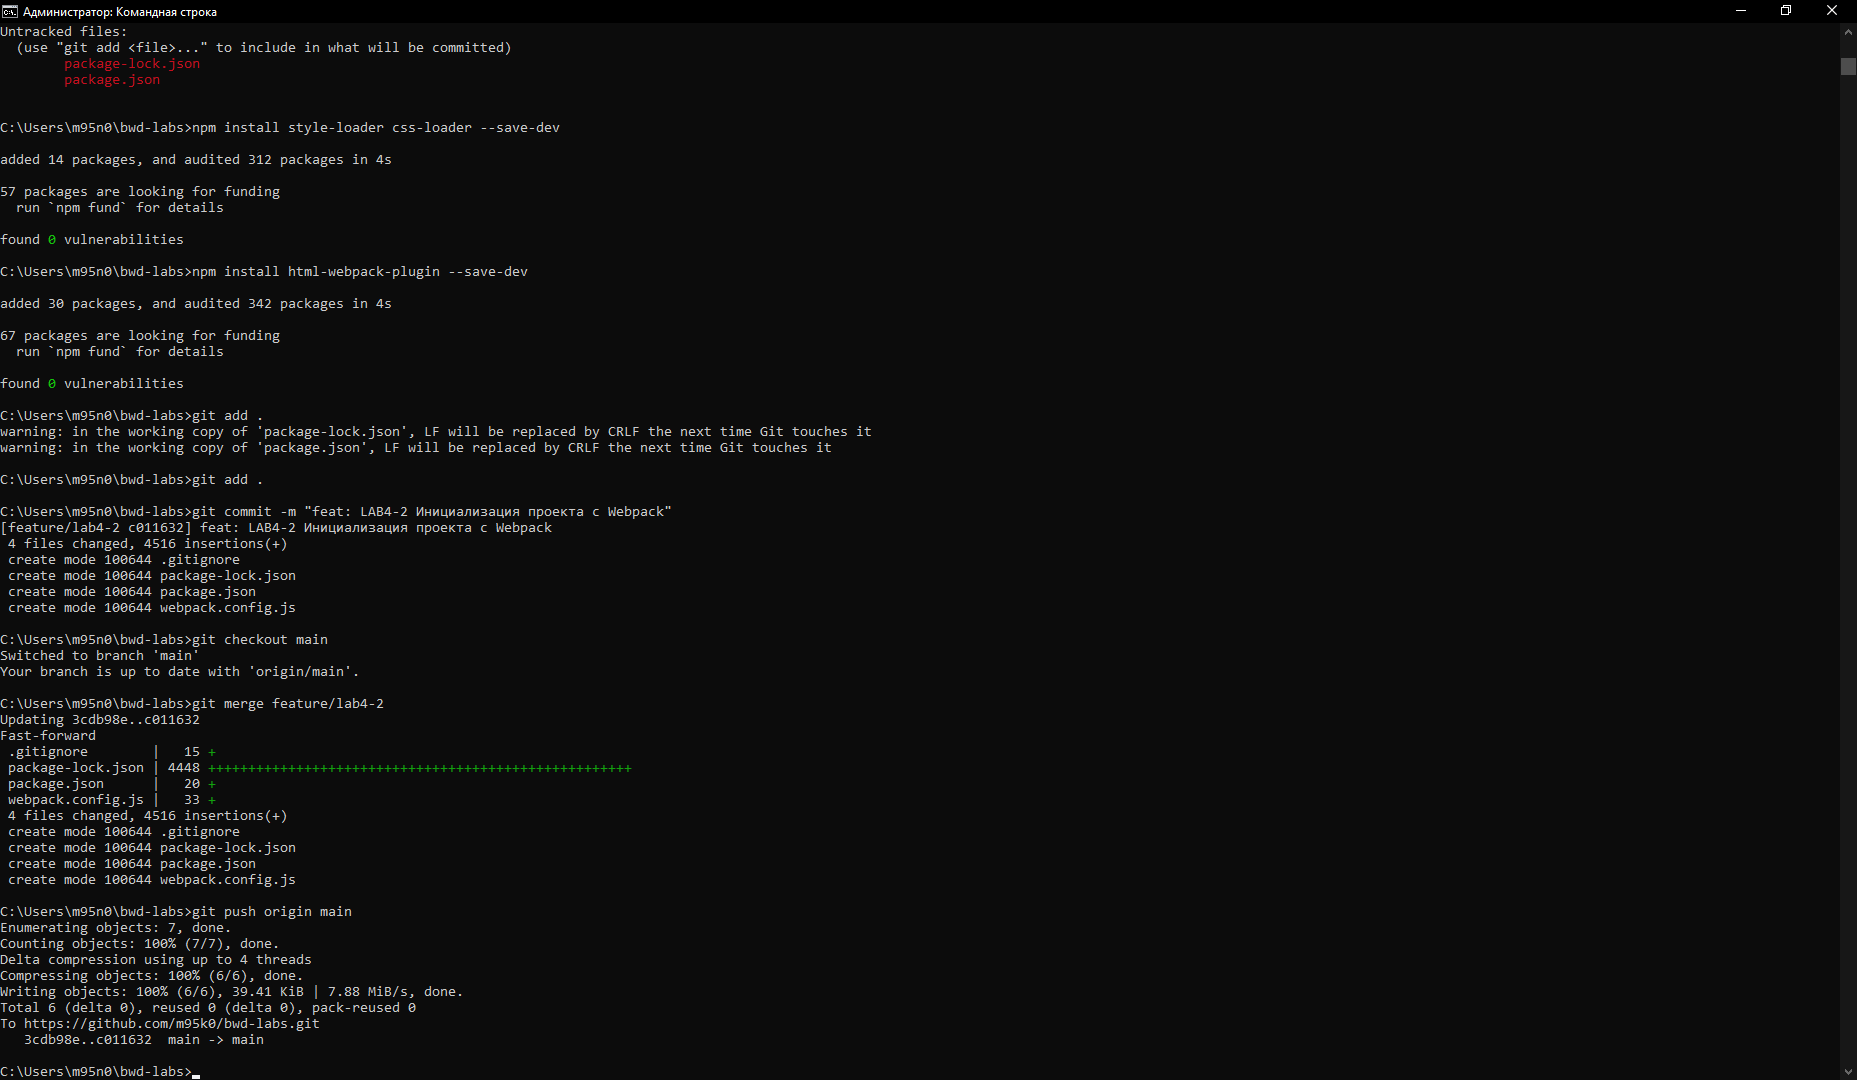 Администратор: Командная строка
Untracked files:
  (use "git add <file>..." to include in what will be committed)
        package-lock.json
        package.json
C:\Users\m95n0\bwd-labs>npm install style-loader css-loader --save-dev
added 14 packages, and audited 312 packages in 4s
57 packages are looking for funding
  run `npm fund` for details
found 0 vulnerabilities
C:\Users\m95n0\bwd-labs>npm install html-webpack-plugin --save-dev
added 30 packages, and audited 342 packages in 4s
67 packages are looking for funding
  run `npm fund` for details
found 0 vulnerabilities
C:\Users\m95n0\bwd-labs>git add .
warning: in the working copy of 'package-lock.json', LF will be replaced by CRLF the next time Git touches it
warning: in the working copy of 'package.json', LF will be replaced by CRLF the next time Git touches it
C:\Users\m95n0\bwd-labs>git add .
C:\Users\m95n0\bwd-labs>git commit -m "feat: LAB4-2 Инициализация проекта с Webpack"
[feature/lab4-2 c011632] feat: LAB4-2 Инициализация проекта с Webpack
 4 files changed, 4516 insertions(+)
 create mode 100644 .gitignore
 create mode 100644 package-lock.json
 create mode 100644 package.json
 create mode 100644 webpack.config.js
C:\Users\m95n0\bwd-labs>git checkout main
Switched to branch 'main'
Your branch is up to date with 'origin/main'.
C:\Users\m95n0\bwd-labs>git merge feature/lab4-2
Updating 3cdb98e..c011632
Fast-forward
 .gitignore        |   15 +
 package-lock.json | 4448 +++++++++++++++++++++++++++++++++++++++++++++++++++++
 package.json      |   20 +
 webpack.config.js |   33 +
 4 files changed, 4516 insertions(+)
 create mode 100644 .gitignore
 create mode 100644 package-lock.json
 create mode 100644 package.json
 create mode 100644 webpack.config.js
C:\Users\m95n0\bwd-labs>git push origin main
Enumerating objects: 7, done.
Counting objects: 100% (7/7), done.
Delta compression using up to 4 threads
Compressing objects: 100% (6/6), done.
Writing objects: 100% (6/6), 39.41 KiB | 7.88 MiB/s, done.
Total 6 (delta 0), reused 0 (delta 0), pack-reused 0
To https://github.com/m95k0/bwd-labs.git
   3cdb98e..c011632  main -> main
C:\Users\m95n0\bwd-labs>